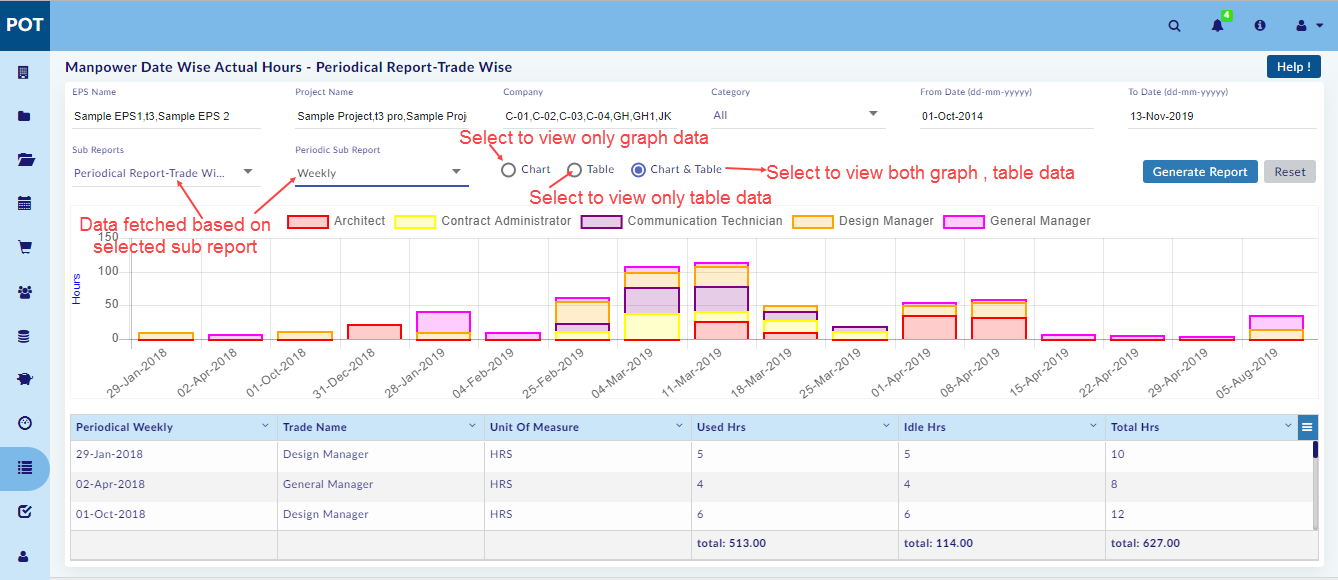 POT
4
Manpower Date Wise Actual Hours - Periodical Report-Trade Wise
Help !
EPS Name
Project Name
Company
Category
From Date (dd-mm-yyyyy)
To Date (dd-mm-yyyyy)
Sample EPS1,t3,Sample EPS 2
Sample Project,t3 pro,Sample Proj
C-01,C-02,C-03,C-04,GH,GH1,JK
All
01-Oct-2014
13-Nov-2019
Select to view only graph data
Sub Reports
Periodic Sub Report
Periodical Report-Trade Wi...
Weekly
Chart
Table
Chart & Table
Select to view both graph , table data
Generate Report
Reset
Select to view only table data
Data fetched based on
selected sub report
Architect
Contract Administrator
Communication Technician
Design Manager
General Manager
Hours
150
100
50
0
29-Jan-2018
02-Apr-2018
01-Oct-2018
31-Dec-2018
28-Jan-2019
04-Feb-2019
25-Feb-2019
04-Mar-2019
11-Mar-2019
18-Mar-2019
25-Mar-2019
01-Apr-2019
08-Apr-2019
15-Apr-2019
22-Apr-2019
29-Apr-2019
05-Aug-2019
Periodical Weekly
Trade Name
Unit Of Measure
Used Hrs
Idle Hrs
Total Hrs
29-Jan-2018
Design Manager
HRS
5
5
10
02-Apr-2018
General Manager
HRS
4
4
8
01-Oct-2018
Design Manager
HRS
6
6
12
total: 513.00
total: 114.00
total: 627.00